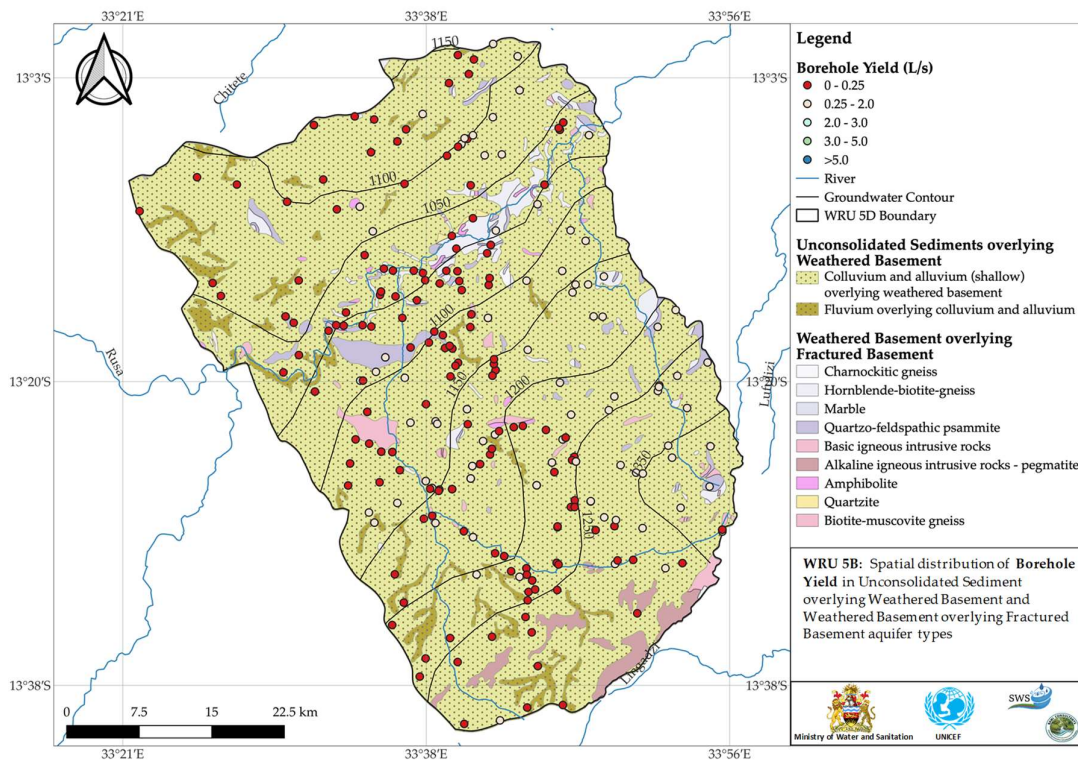 33°21'E
33°38'E
33°56'E
13°3'S
13°3'S
Chitete
1150
1100
1050
1100
1150
1200
1250
1350
Rusa
Lufulizi
13°20'S
13°20'S
Lingadzi
13°38'S
13°38'S
0 7.5 15 22.5 km
33°21'E
33°38'E
33°56'E
Legend
Borehole Yield (L/s)
0 - 0.25
0.25 - 2.0
2.0 - 3.0
3.0 - 5.0
>5.0
River
Groundwater Contour
WRU 5D Boundary
Unconsolidated Sediments overlying
Weathered Basement
Colluvium and alluvium (shallow)
overlying weathered basement
Fluvium overlying colluvium and alluvium
Weathered Basement overlying
Fractured Basement
Charnockitic gneiss
Hornblende-biotite-gneiss
Marble
Quartzo-feldspathic psammite
Basic igneous intrusive rocks
Alkaline igneous intrusive rocks - pegmatite
Amphibolite
Quartzite
Biotite-muscovite gneiss
WRU 5B: Spatial distribution of Borehole
Yield in Unconsolidated Sediment
overlying Weathered Basement and
Weathered Basement overlying Fractured
Basement aquifer types
Ministry of Water and Sanitation
UNICEF
SWS